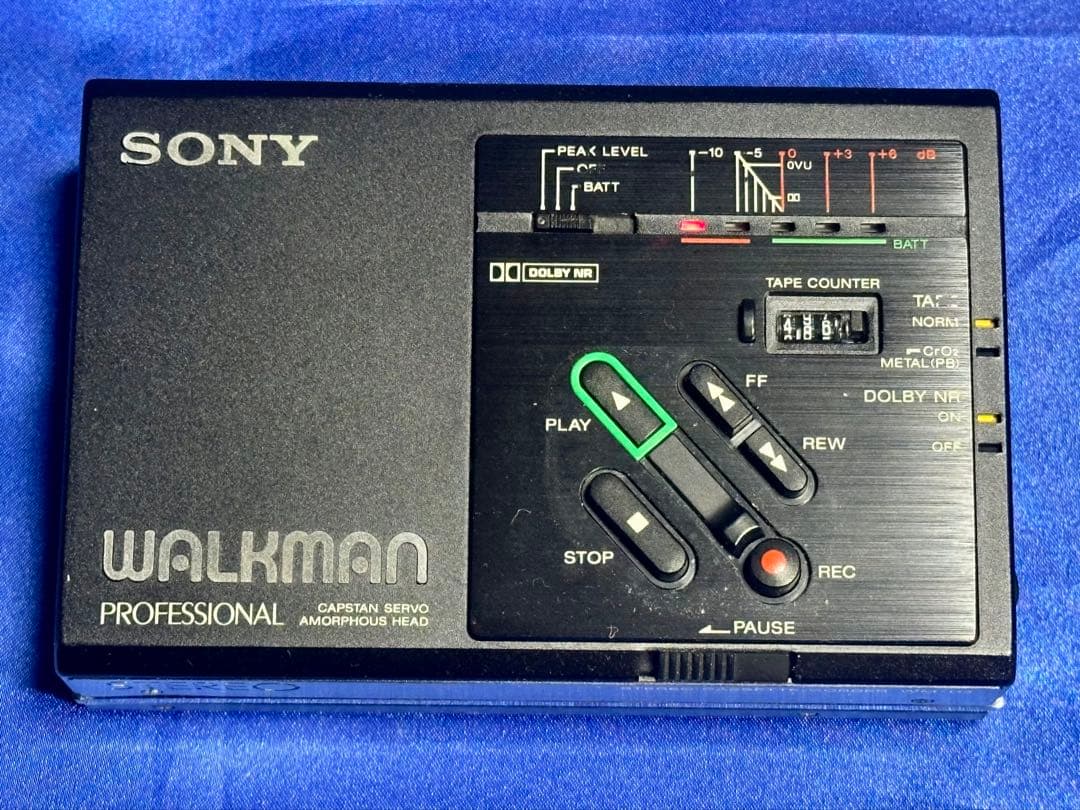 SONY
PEAK LEVEL
BATT
-10 -5 0 +3 +6 dB
0VU
BATT
DOLBY NR
TAPE COUNTER
NORM
CrO₂
METAL(PB)
FF
DOLBY NR
ON
PLAY
REW
OFF
STOP
REC
WALKMAN
PROFESSIONAL
CAPSTAN SERVO
AMORPHOUS HEAD
PAUSE